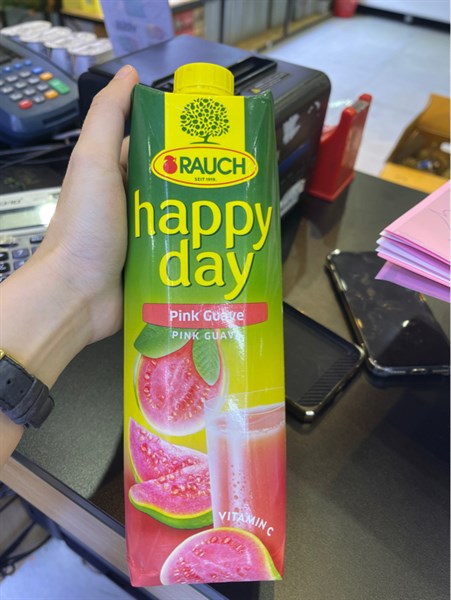 RAUCH
SEIT 1919.
happy
day
Pink Guave
PINK GUAVA
VITAMIN C